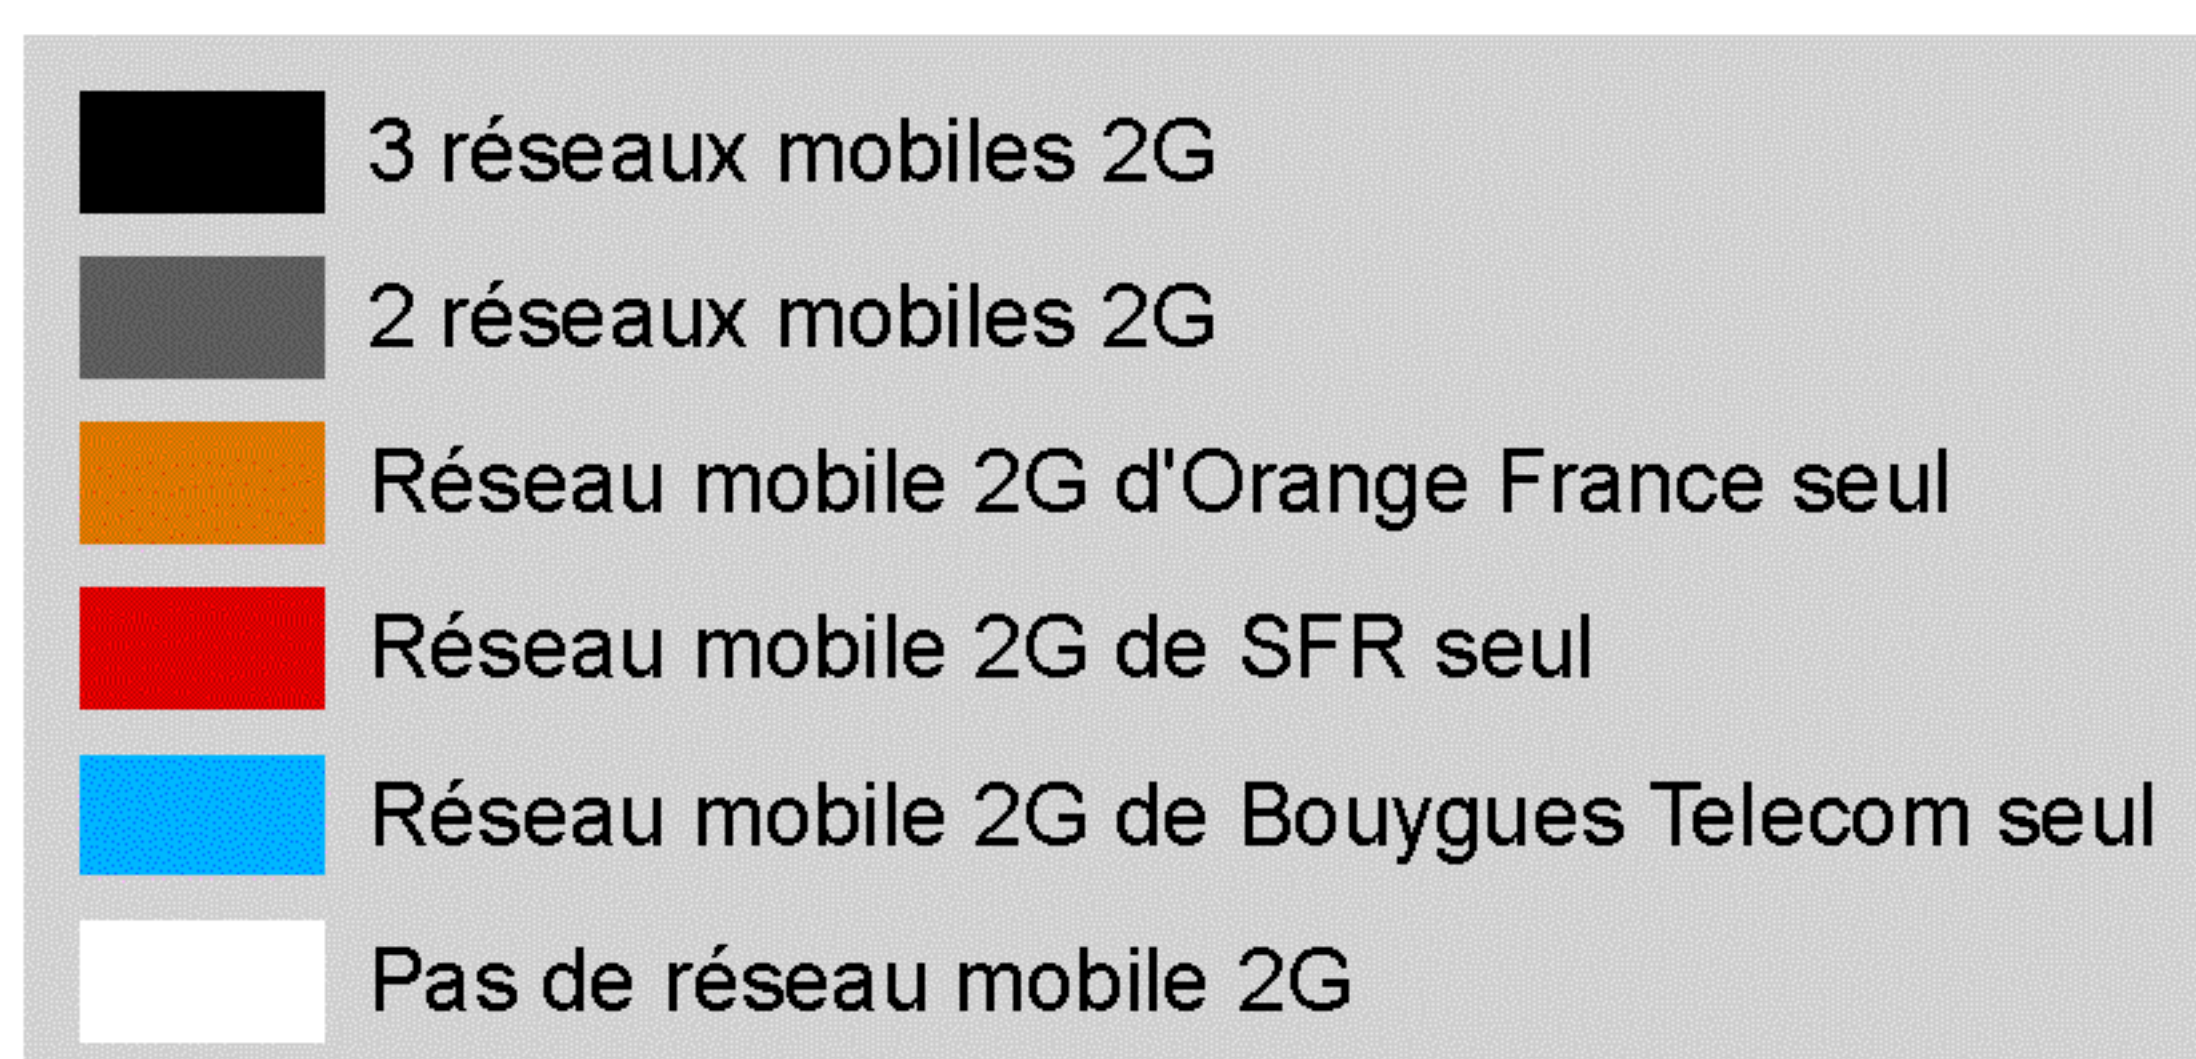 3 réseaux mobiles 2G
2 réseaux mobiles 2G
Réseau mobile 2G d'Orange France seul
Réseau mobile 2G de SFR seul
Réseau mobile 2G de Bouygues Telecom seul
Pas de réseau mobile 2G